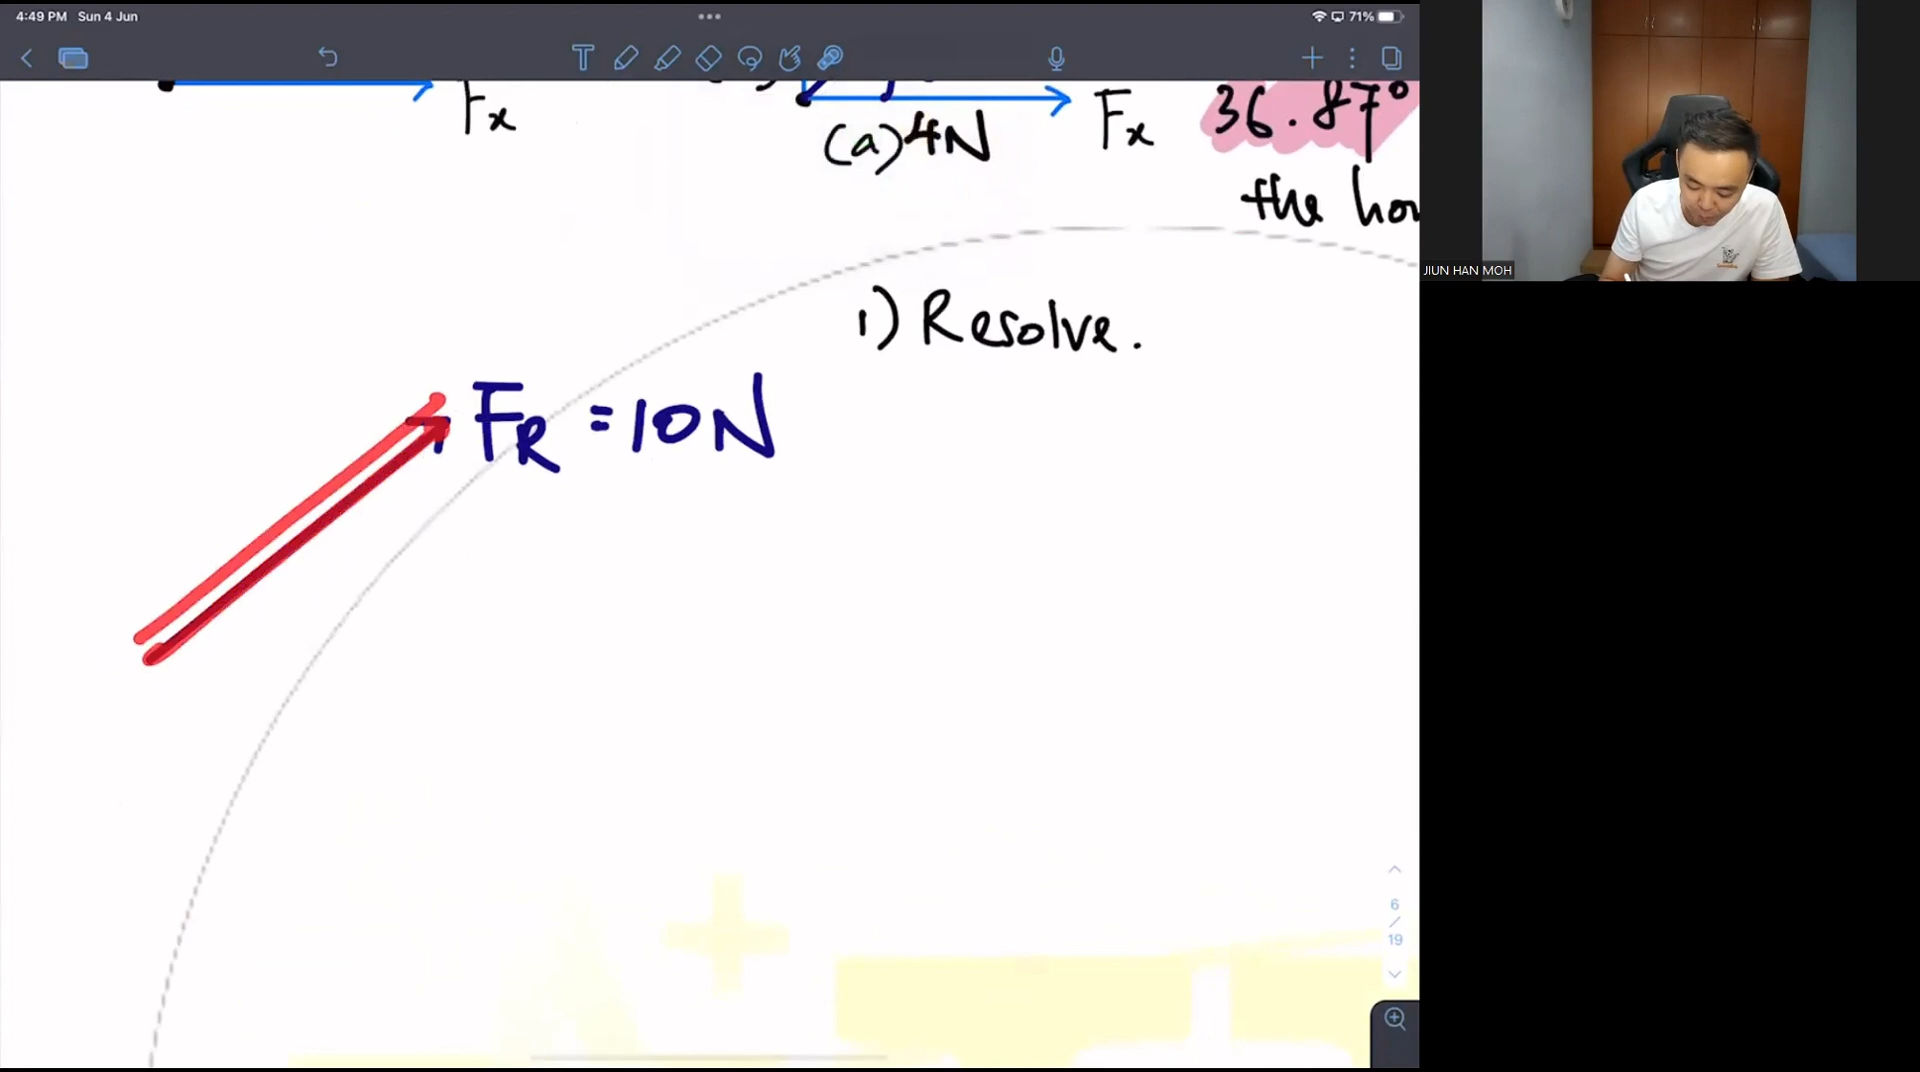 4:49 PM Sun 4 Jun
71%
Fx
(a) 4N
Fx
36.87°
the hor
1) Resolve.
FR = 10N
JIUN HAN MOH
6
/
19